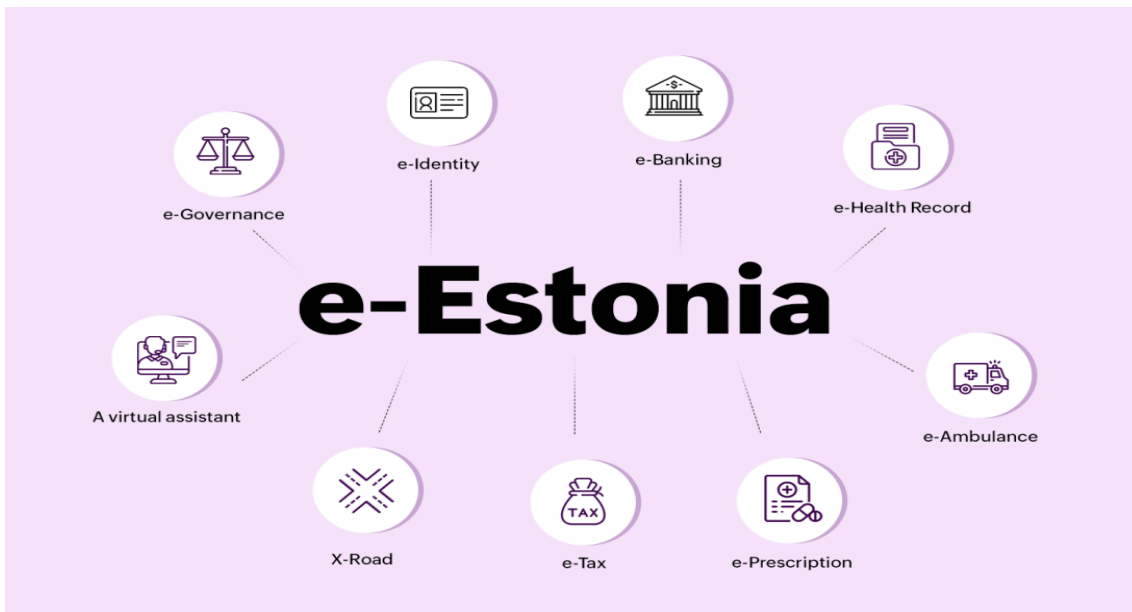 e-Identity
e-Banking
e-Governance
e-Health Record
e-Estonia
A virtual assistant
e-Ambulance
X-Road
TAX
e-Tax
e-Prescription